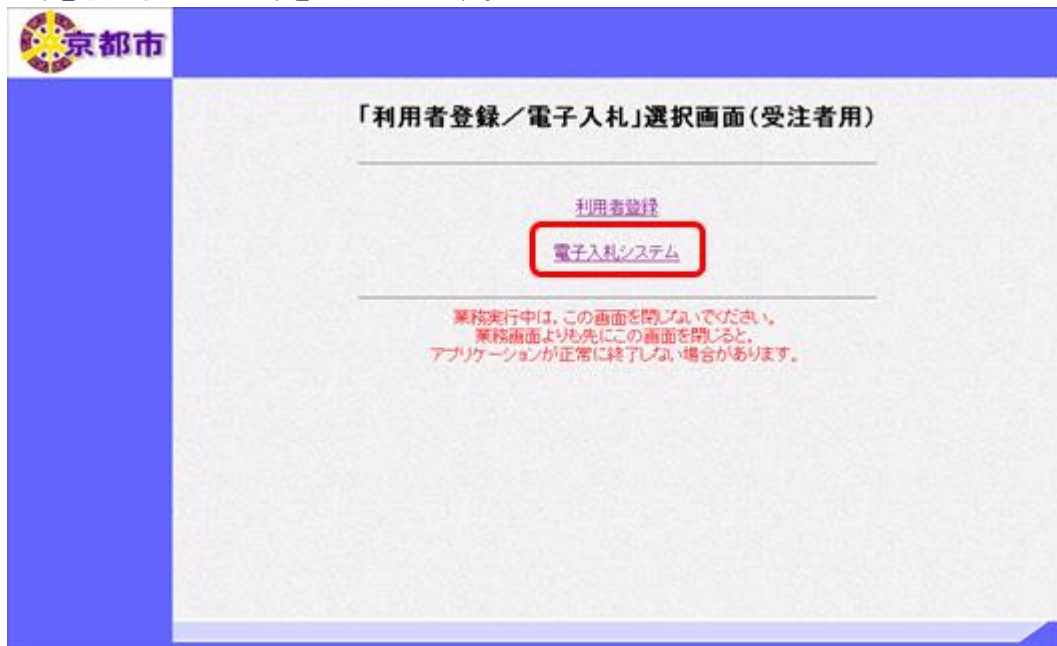 京都市
「利用者登録／電子入札」選択画面（受注者用）
利用者登録
電子入札システム
業務実行中は、この画面を閉じないでください。
業務画面よりも先にこの画面を閉じると、
アプリケーションが正常に終了しない場合があります。